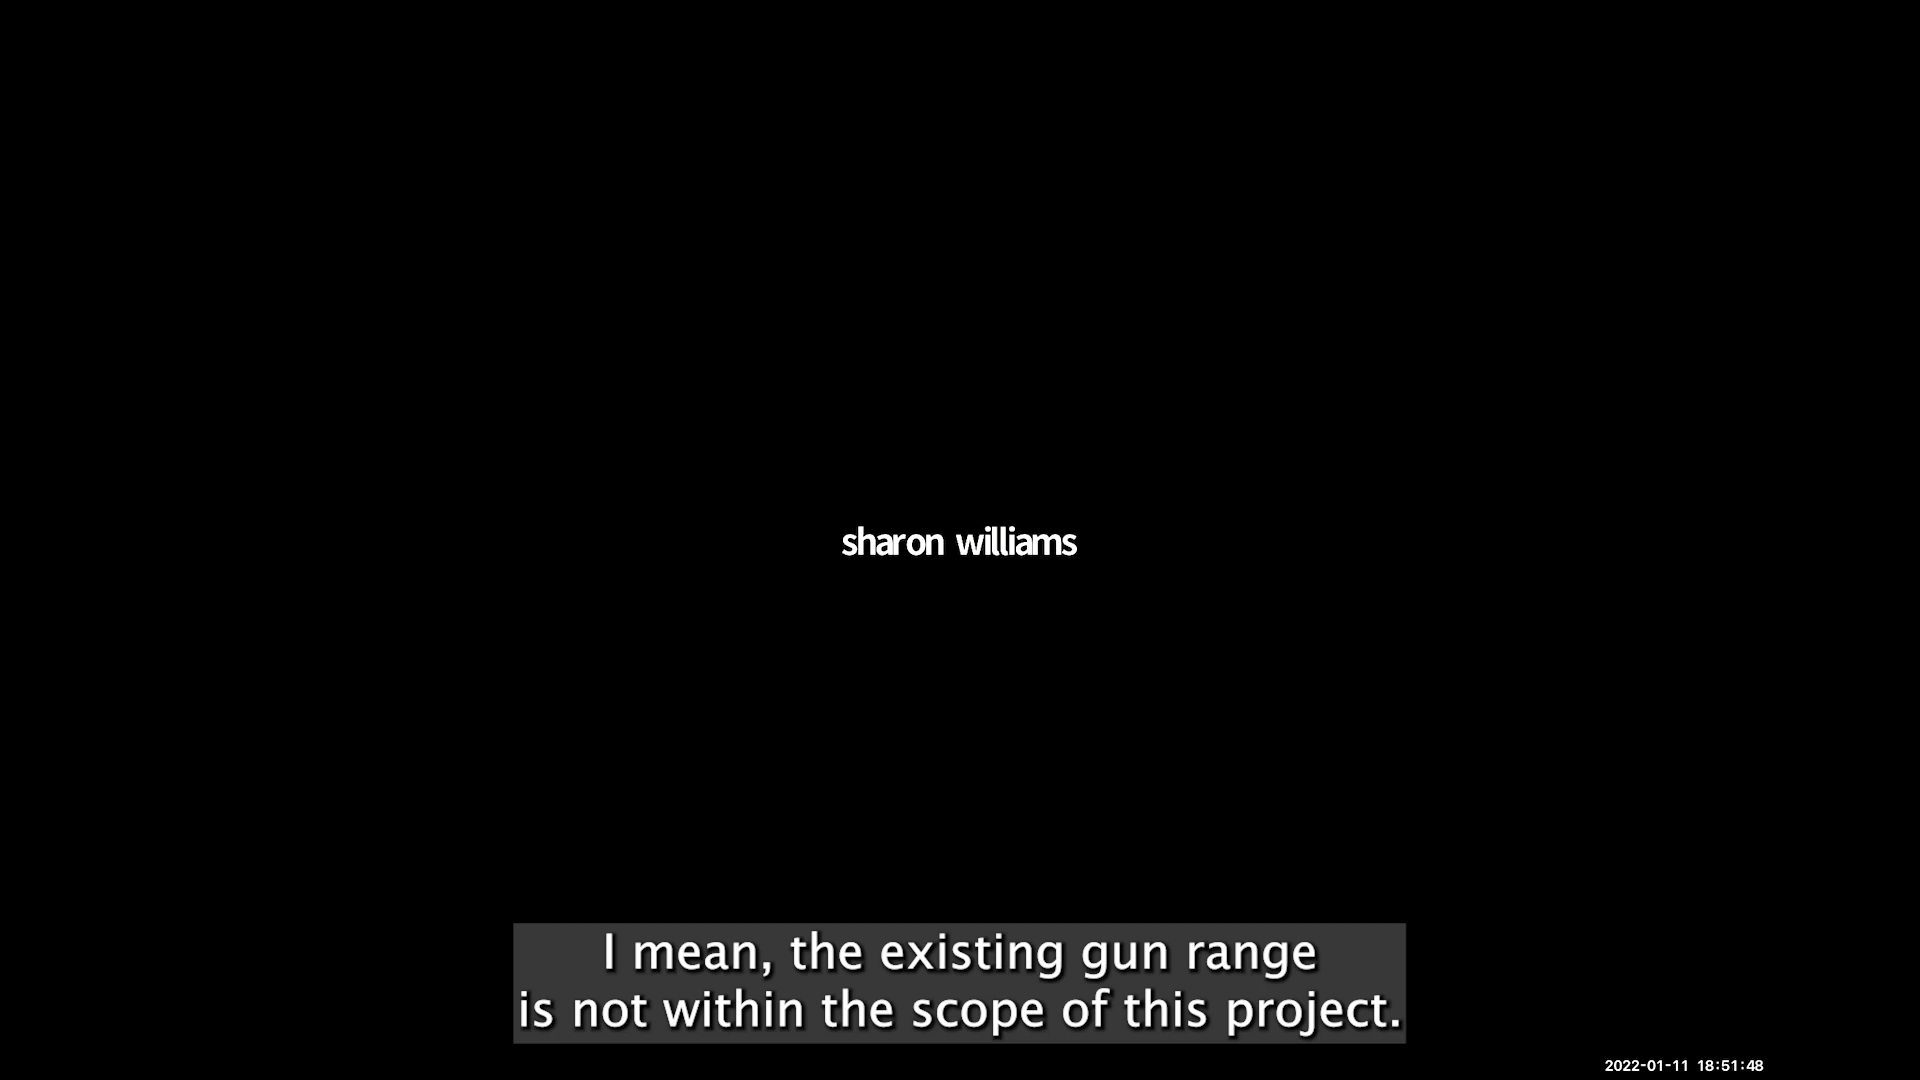 sharon williams
I mean, the existing gun range
is not within the scope of this project.
2022-01-11 18:51:48